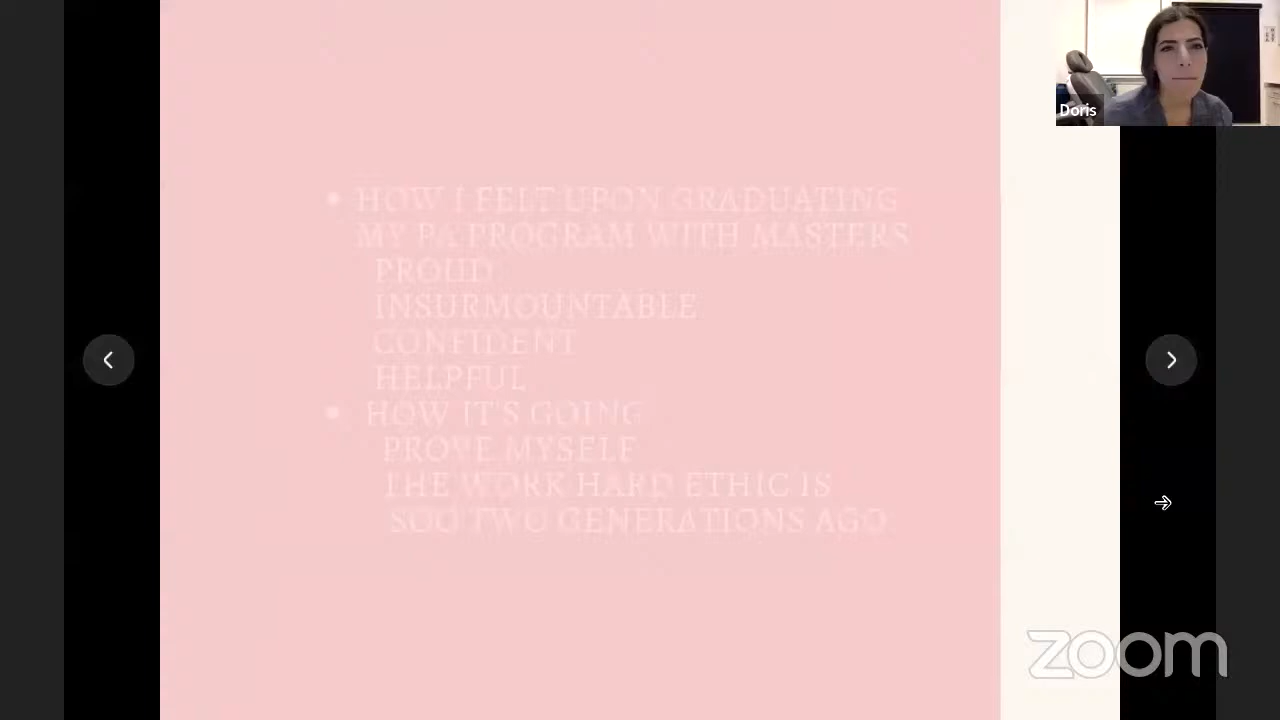 Doris
• HOW I FELT UPON GRADUATING
MY PA PROGRAM WITH MASTERS
PROUD
INSURMOUNTABLE
CONFIDENT
HELPFUL
• HOW IT'S GOING
PROVE MYSELF
THE WORK HARD ETHIC IS
SOO TWO GENERATIONS AGO
zoom